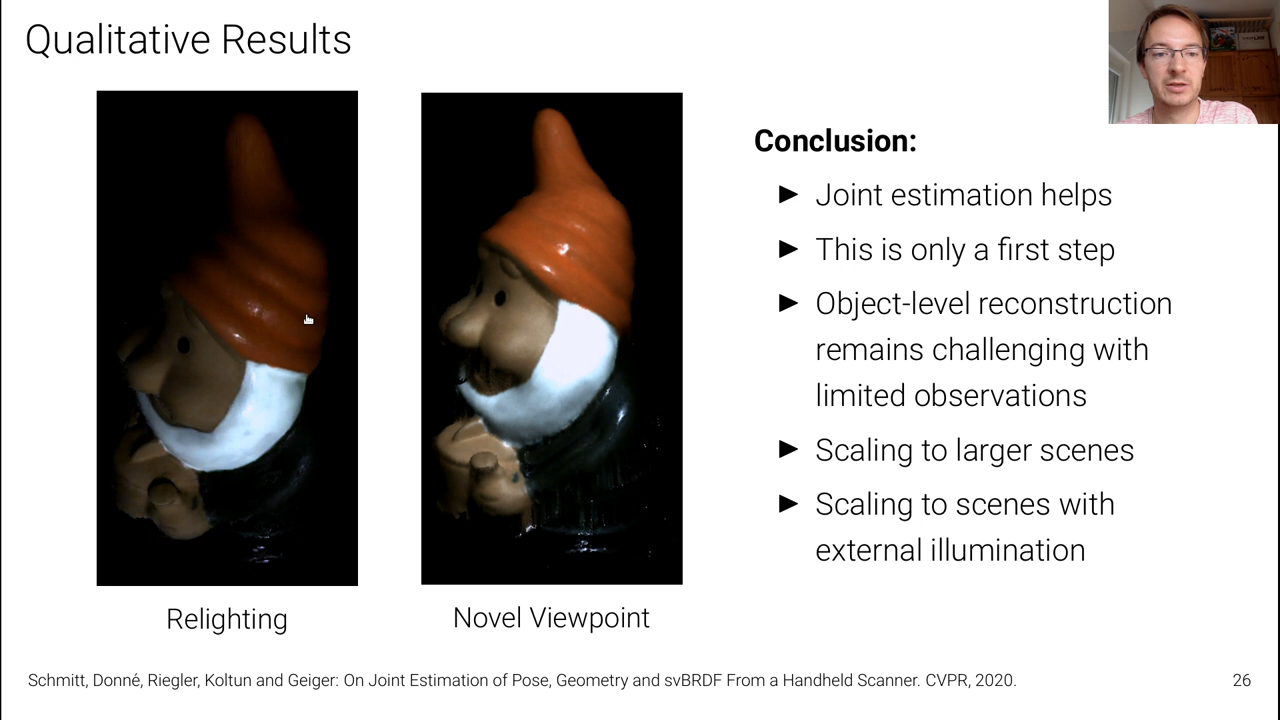 Qualitative Results
Conclusion:
► Joint estimation helps
► This is only a first step
► Object-level reconstruction
remains challenging with
limited observations
► Scaling to larger scenes
► Scaling to scenes with
external illumination
Relighting
Novel Viewpoint
Schmitt, Donné, Riegler, Koltun and Geiger: On Joint Estimation of Pose, Geometry and svBRDF From a Handheld Scanner. CVPR, 2020.
26